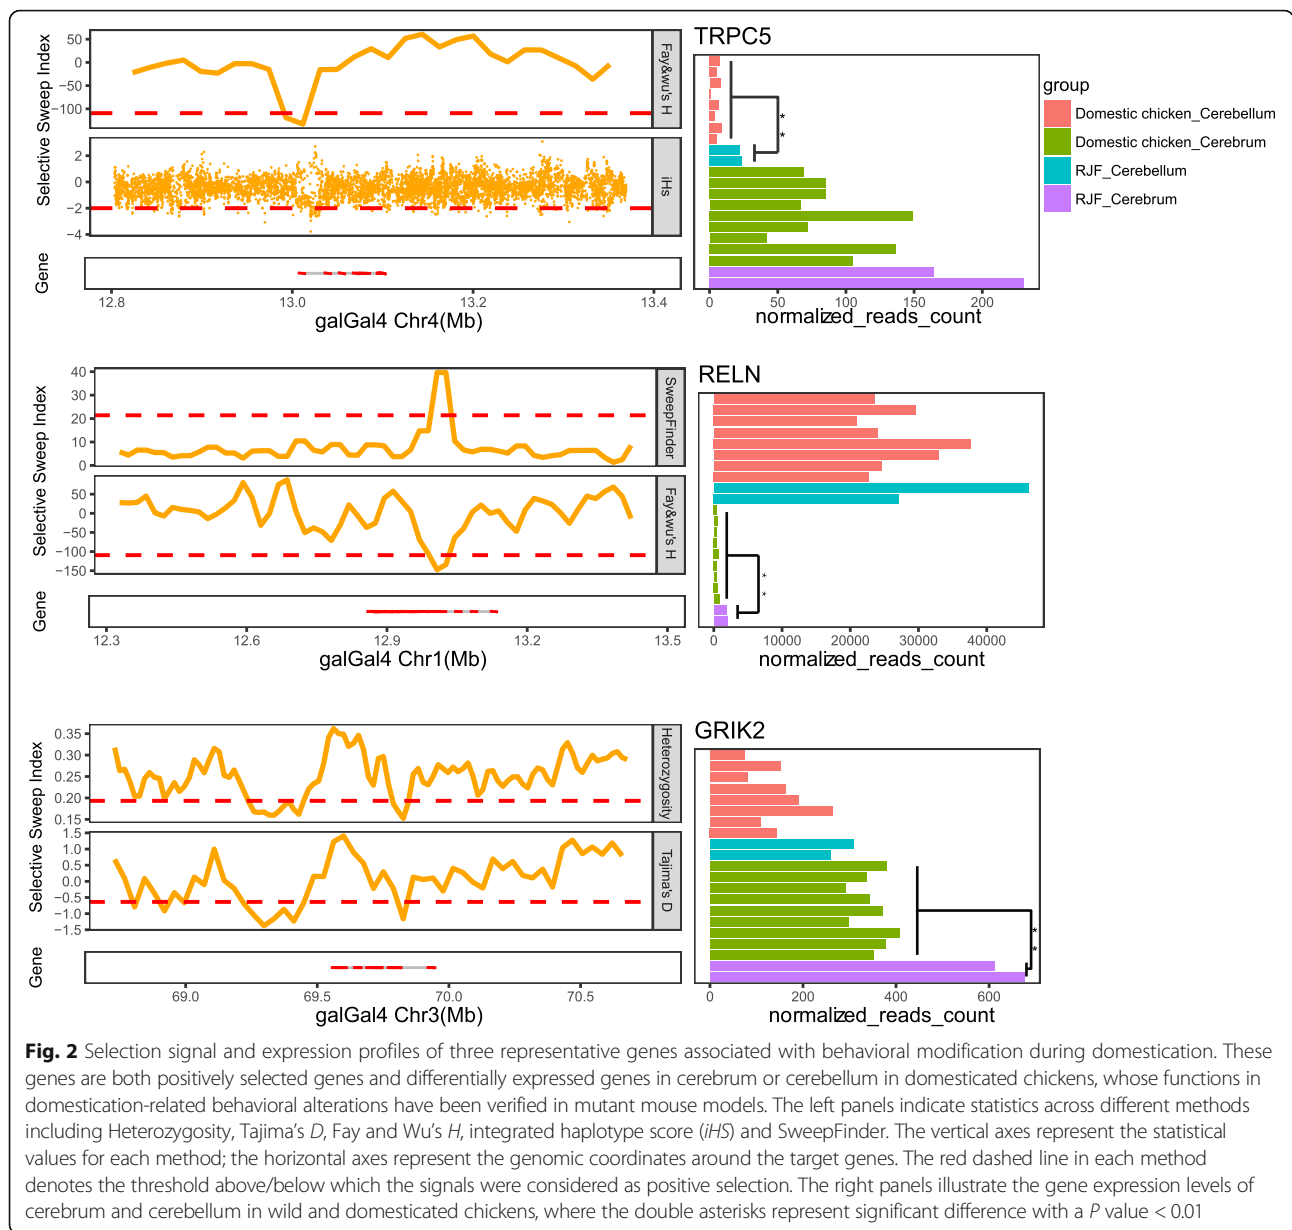 Selective Sweep Index
50
0
−50
−100
Fay&wu's H
2
0
−2
−4
iHs
Gene
12.8
13.0
13.2
13.4
galGal4 Chr4(Mb)
TRPC5
*
*
0
50
100
150
200
normalized_reads_count
group
Domestic chicken_Cerebellum
Domestic chicken_Cerebrum
RJF_Cerebellum
RJF_Cerebrum
Selective Sweep Index
40
30
20
10
0
SweepFinder
50
0
−50
−100
−150
Fay&wu's H
Gene
12.3
12.6
12.9
13.2
13.5
galGal4 Chr1(Mb)
RELN
*
*
0
10000
20000
30000
40000
normalized_reads_count
Selective Sweep Index
0.35
0.30
0.25
0.20
0.15
Heterozygosity
1.5
1.0
0.5
0.0
−0.5
−1.0
−1.5
Tajima's D
Gene
69.0
69.5
70.0
70.5
galGal4 Chr3(Mb)
GRIK2
*
*
0
200
400
600
normalized_reads_count
Fig. 2 Selection signal and expression profiles of three representative genes associated with behavioral modification during domestication. These
genes are both positively selected genes and differentially expressed genes in cerebrum or cerebellum in domesticated chickens, whose functions in
domestication-related behavioral alterations have been verified in mutant mouse models. The left panels indicate statistics across different methods
including Heterozygosity, Tajima's D, Fay and Wu's H, integrated haplotype score (iHS) and SweepFinder. The vertical axes represent the statistical
values for each method; the horizontal axes represent the genomic coordinates around the target genes. The red dashed line in each method
denotes the threshold above/below which the signals were considered as positive selection. The right panels illustrate the gene expression levels of
cerebrum and cerebellum in wild and domesticated chickens, where the double asterisks represent significant difference with a P value < 0.01